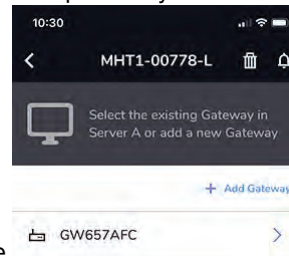 10:30
MHT1-00778-L
Select the existing Gateway in
Server A or add a new Gateway
+ Add Gateway
GW657AFC